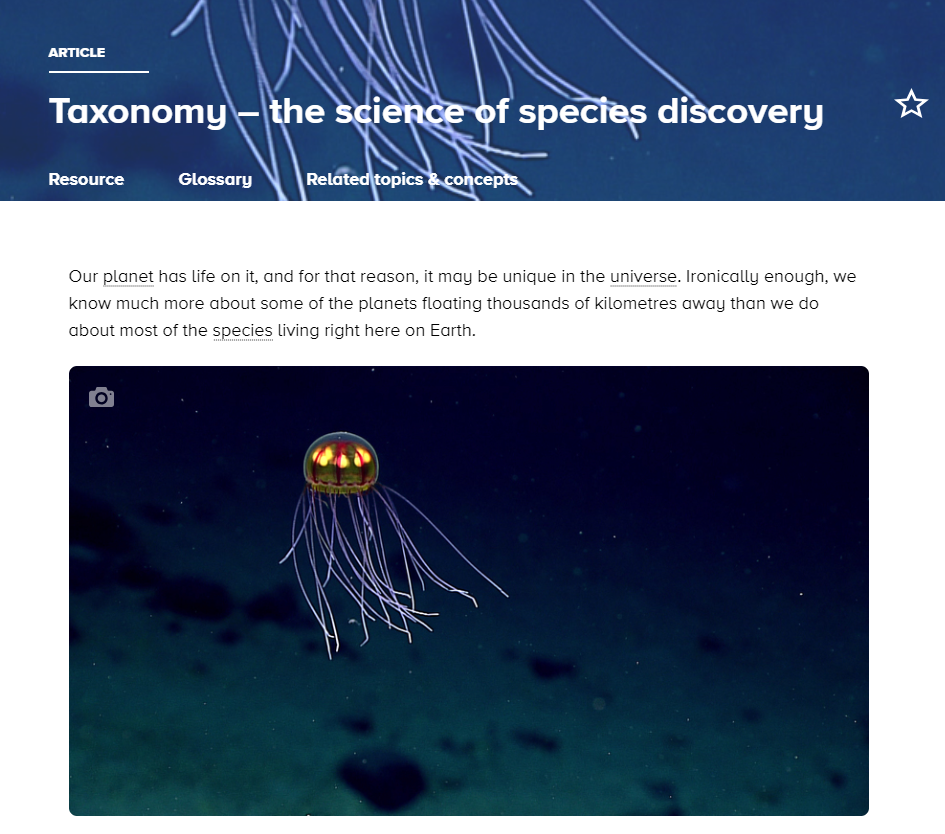 ARTICLE
Taxonomy – the science of species discovery
Resource Glossary Related topics & concepts
Our planet has life on it, and for that reason, it may be unique in the universe. Ironically enough, we
know much more about some of the planets floating thousands of kilometres away than we do
about most of the species living right here on Earth.